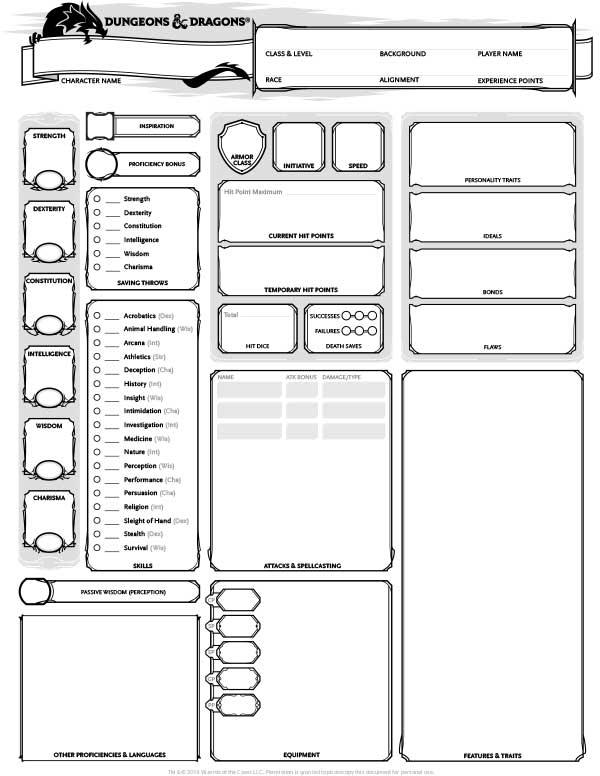 DUNGEONS & DRAGONS®
CHARACTER NAME
CLASS & LEVEL
BACKGROUND
PLAYER NAME
RACE
ALIGNMENT
EXPERIENCE POINTS
STRENGTH
DEXTERITY
CONSTITUTION
INTELLIGENCE
WISDOM
CHARISMA
INSPIRATION
PROFICIENCY BONUS
Strength
Dexterity
Constitution
Intelligence
Wisdom
Charisma
SAVING THROWS
Acrobatics (Dex)
Animal Handling (Wis)
Arcana (Int)
Athletics (Str)
Deception (Cha)
History (Int)
Insight (Wis)
Intimidation (Cha)
Investigation (Int)
Medicine (Wis)
Nature (Int)
Perception (Wis)
Performance (Cha)
Persuasion (Cha)
Religion (Int)
Sleight of Hand (Dex)
Stealth (Dex)
Survival (Wis)
SKILLS
PASSIVE WISDOM (PERCEPTION)
OTHER PROFICIENCIES & LANGUAGES
ARMOR
CLASS
INITIATIVE
SPEED
Hit Point Maximum
CURRENT HIT POINTS
TEMPORARY HIT POINTS
Total
HIT DICE
SUCCESSES
FAILURES
DEATH SAVES
NAME
ATK BONUS
DAMAGE/TYPE
ATTACKS & SPELLCASTING
CP
SP
EP
GP
PP
EQUIPMENT
PERSONALITY TRAITS
IDEALS
BONDS
FLAWS
FEATURES & TRAITS
Wizards of the Coast LLC. Permission is granted to photocopy this document for personal use.